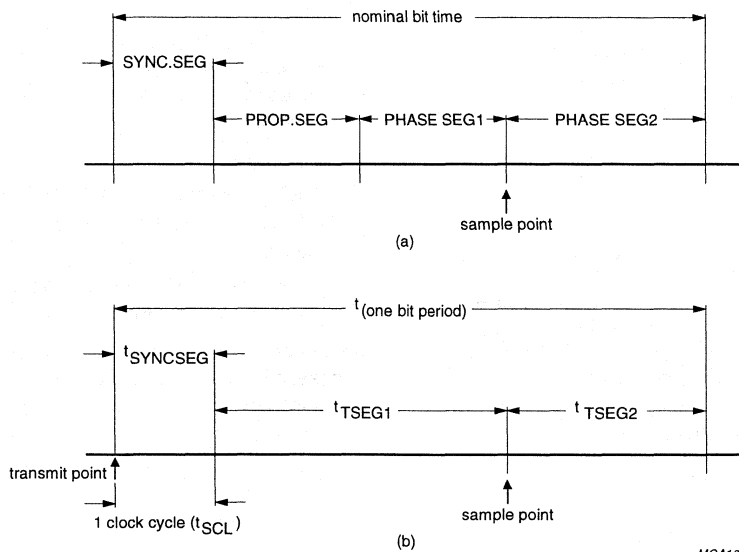 nominal bit time
SYNC.SEG
PROP.SEG PHASE SEG1 PHASE SEG2
sample point
(a)
t(one bit period)
tSYNCSEG
tTSEG1 tTSEG2
transmit point
1 clock cycle (tSCL)
sample point
(b)